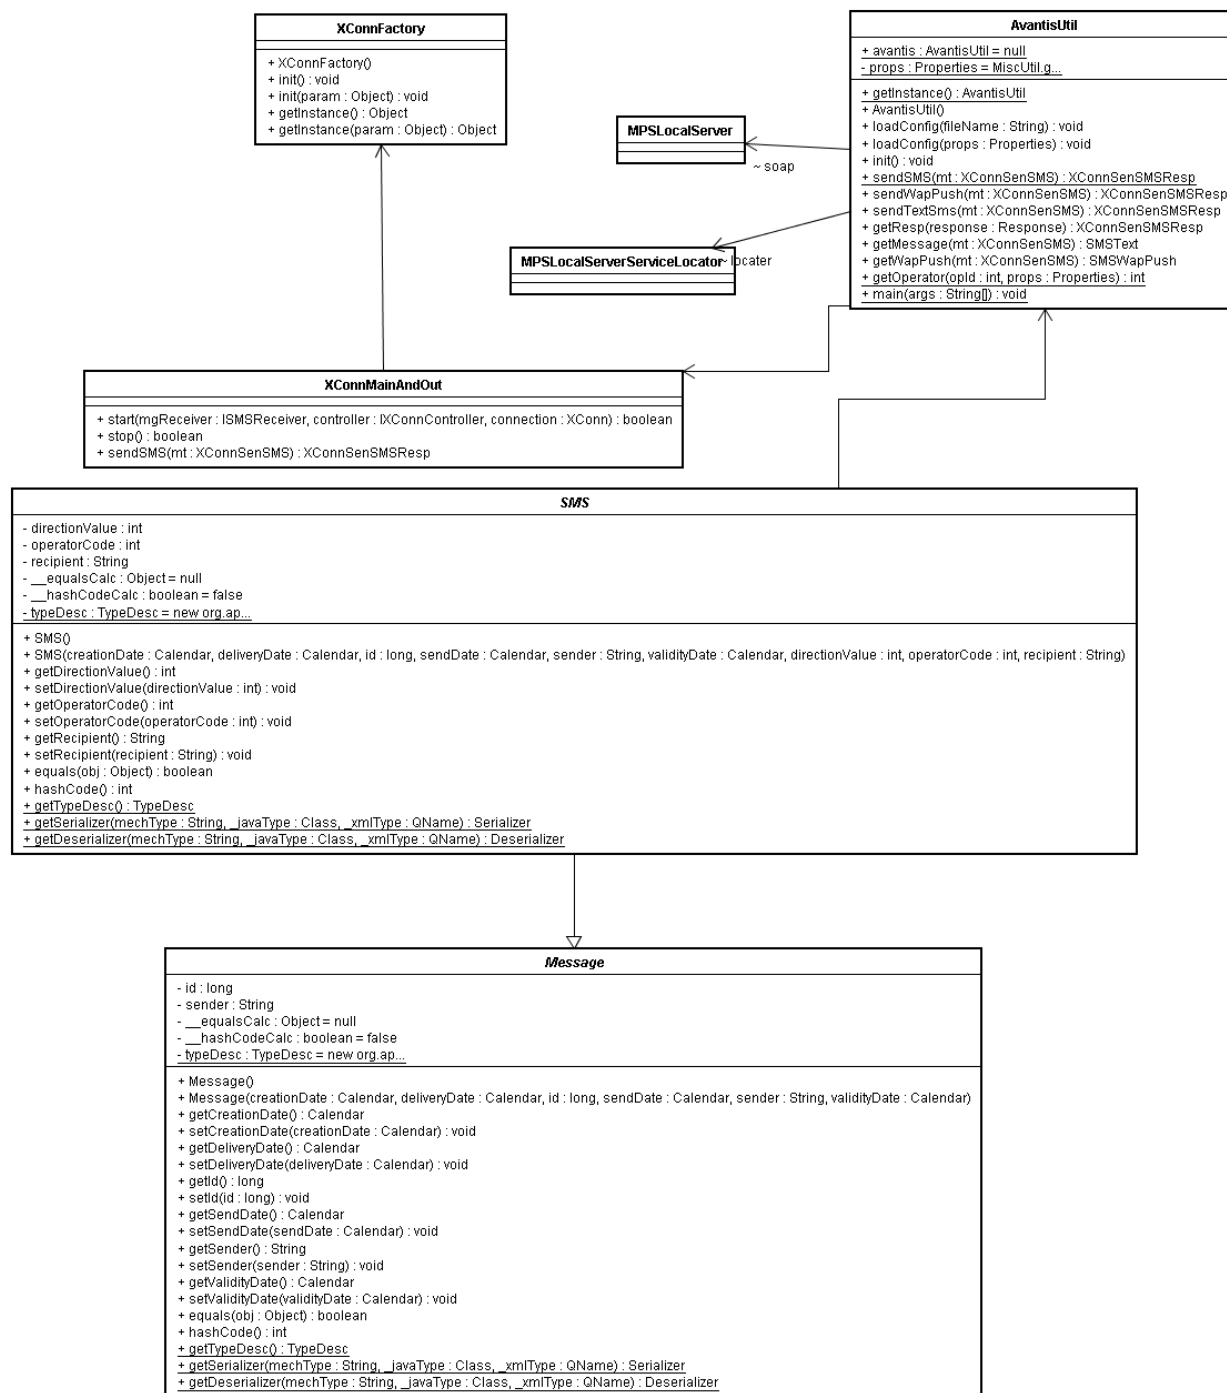 XConnFactory
+ XConnFactory()
+ init() : void
+ init(param : Object) : void
+ getInstance() : Object
+ getInstance(param : Object) : Object
AvantisUtil
+ avantis : AvantisUtil = null
- props : Properties = MiscUtil.g...
+ getInstance() : AvantisUtil
+ AvantisUtil()
+ loadConfig(fileName : String) : void
+ loadConfig(props : Properties) : void
+ init() : void
+ sendSMS(mt : XConnSenSMS) : XConnSenSMSResp
+ sendWapPush(mt : XConnSenSMS) : XConnSenSMSResp
+ sendTextSms(mt : XConnSenSMS) : XConnSenSMSResp
+ getResp(response : Response) : XConnSenSMSResp
+ getMessage(mt : XConnSenSMS) : SMSText
+ getWapPush(mt : XConnSenSMS) : SMSWapPush
+ getOperator(opId : int, props : Properties) : int
+ main(args : String[]) : void
MPSLocalServer
~ soap
MPSLocalServerServiceLocator
~ locater
XConnMainAndOut
+ start(mgReceiver : ISMSReceiver, controller : IXConnController, connection : XConn) : boolean
+ stop() : boolean
+ sendSMS(mt : XConnSenSMS) : XConnSenSMSResp
SMS
- directionValue : int
- operatorCode : int
- recipient : String
- __equalsCalc : Object = null
- __hashCodeCalc : boolean = false
- typeDesc : TypeDesc = new org.ap...
+ SMS()
+ SMS(creationDate : Calendar, deliveryDate : Calendar, id : long, sendDate : Calendar, sender : String, validityDate : Calendar, directionValue : int, operatorCode : int, recipient : String)
+ getDirectionValue() : int
+ setDirectionValue(directionValue : int) : void
+ getOperatorCode() : int
+ setOperatorCode(operatorCode : int) : void
+ getRecipient() : String
+ setRecipient(recipient : String) : void
+ equals(obj : Object) : boolean
+ hashCode() : int
+ getTypeDesc() : TypeDesc
+ getSerializer(mechType : String, _javaType : Class, _xmlType : QName) : Serializer
+ getDeserializer(mechType : String, _javaType : Class, _xmlType : QName) : Deserializer
Message
- id : long
- sender : String
- __equalsCalc : Object = null
- __hashCodeCalc : boolean = false
- typeDesc : TypeDesc = new org.ap...
+ Message()
+ Message(creationDate : Calendar, deliveryDate : Calendar, id : long, sendDate : Calendar, sender : String, validityDate : Calendar)
+ getCreationDate() : Calendar
+ setCreationDate(creationDate : Calendar) : void
+ getDeliveryDate() : Calendar
+ setDeliveryDate(deliveryDate : Calendar) : void
+ getId() : long
+ setId(id : long) : void
+ getSendDate() : Calendar
+ setSendDate(sendDate : Calendar) : void
+ getSender() : String
+ setSender(sender : String) : void
+ getValidityDate() : Calendar
+ setValidityDate(validityDate : Calendar) : void
+ equals(obj : Object) : boolean
+ hashCode() : int
+ getTypeDesc() : TypeDesc
+ getSerializer(mechType : String, _javaType : Class, _xmlType : QName) : Serializer
+ getDeserializer(mechType : String, _javaType : Class, _xmlType : QName) : Deserializer